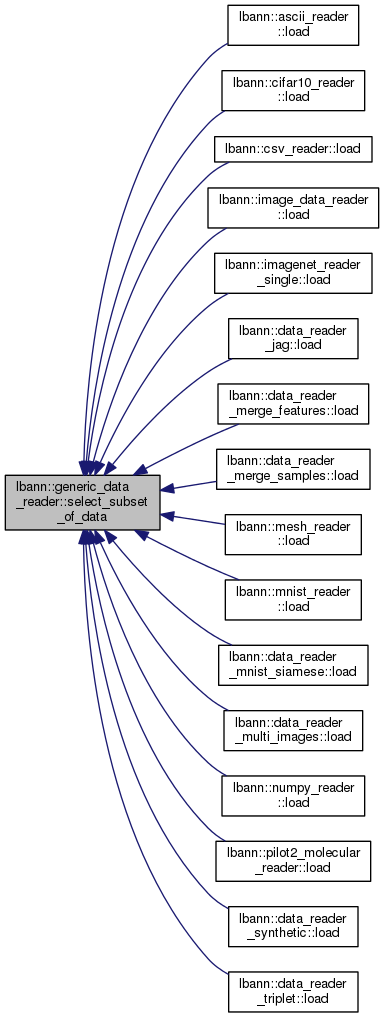 lbann::ascii_reader
::load
lbann::cifar10_reader
::load
lbann::csv_reader::load
lbann::image_data_reader
::load
lbann::imagenet_reader
_single::load
lbann::data_reader
_jag::load
lbann::data_reader
_merge_features::load
lbann::data_reader
_merge_samples::load
lbann::generic_data
_reader::select_subset
_of_data
lbann::mesh_reader
::load
lbann::mnist_reader
::load
lbann::data_reader
_mnist_siamese::load
lbann::data_reader
_multi_images::load
lbann::numpy_reader
::load
lbann::pilot2_molecular
_reader::load
lbann::data_reader
_synthetic::load
lbann::data_reader
_triplet::load